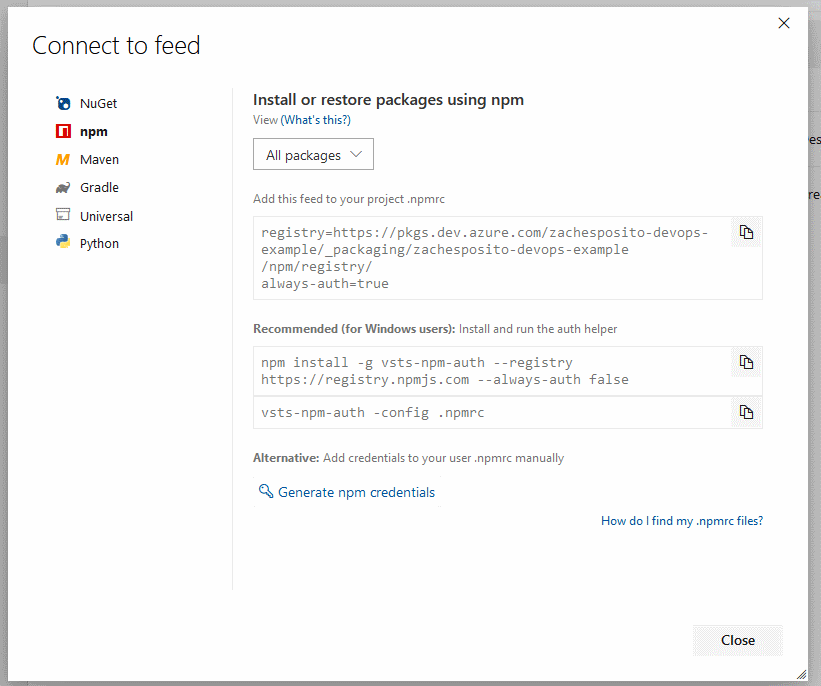 Connect to feed
NuGet
npm
Maven
Gradle
Universal
Python
Install or restore packages using npm
View (What's this?)
All packages
Add this feed to your project .npmrc
registry=https://pkgs.dev.azure.com/zachesposito-devops-
example/_packaging/zachesposito-devops-example
/npm/registry/
always-auth=true
Recommended (for Windows users): Install and run the auth helper
npm install -g vsts-npm-auth --registry
https://registry.npmjs.com --always-auth false
vsts-npm-auth -config .npmrc
Alternative: Add credentials to your user .npmrc manually
Generate npm credentials
How do I find my .npmrc files?
Close